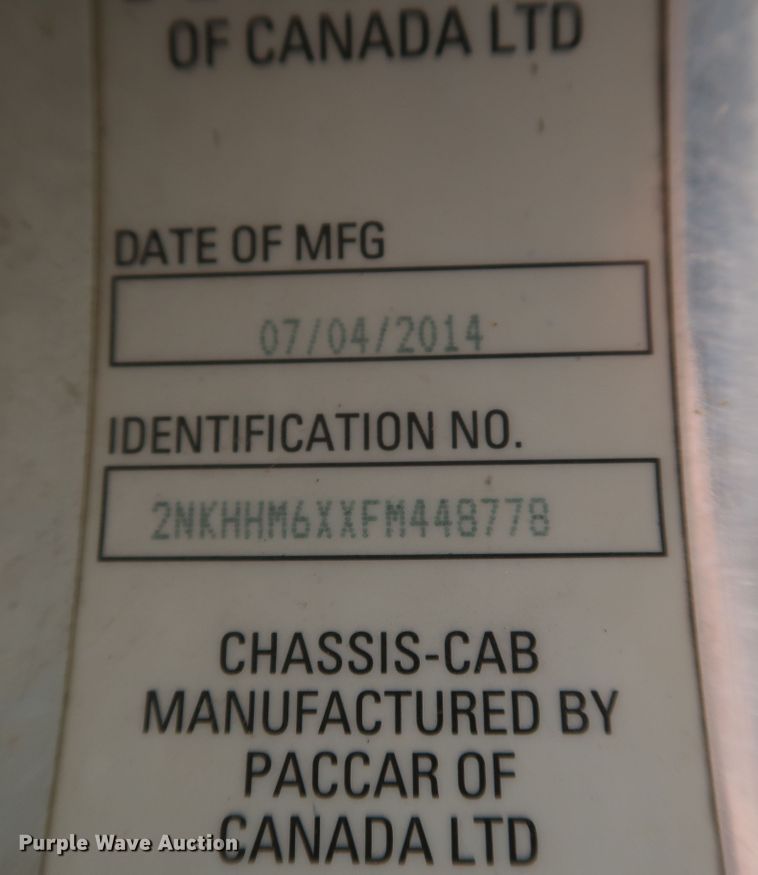 OF CANADA LTD
DATE OF MFG
07/04/2014
IDENTIFICATION NO.
2NKHHM6XXFM448778
CHASSIS-CAB
MANUFACTURED BY
PACCAR OF
CANADA LTD
Purple Wave Auction